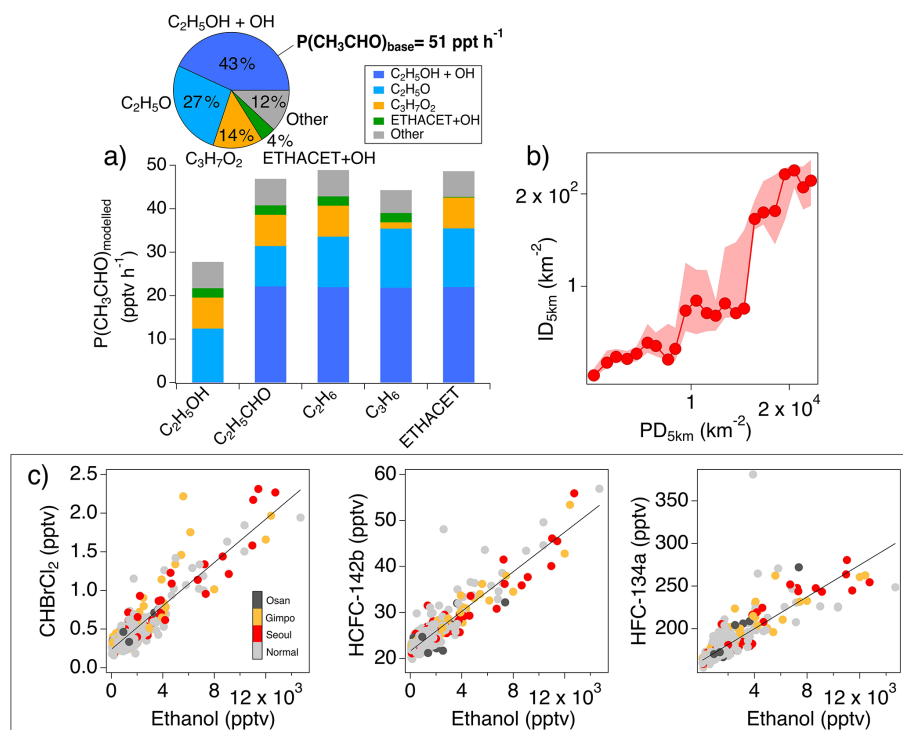 C₂H₅OH + OH
P(CH₃CHO)base= 51 ppt h⁻¹
43%
C₂H₅O
27%
12%
Other
14%
4%
C₃H₇O₂
ETHACET+OH
C₂H₅OH + OH
C₂H₅O
C₃H₇O₂
ETHACET+OH
Other
a)
50
40
30
20
10
0
P(CH₃CHO)modelled
(pptv h⁻¹)
C₂H₅OH
C₂H₅CHO
C₂H₆
C₃H₆
ETHACET
b)
2 x 10²
1
ID5km (km⁻²)
1
2 x 10⁴
PD5km (km⁻²)
c)
2.5
2.0
1.5
1.0
0.5
0.0
CHBrCl₂ (pptv)
Osan
Gimpo
Seoul
Normal
0
4
8
12 x 10³
Ethanol (pptv)
60
50
40
30
20
HCFC-142b (pptv)
0
4
8
12 x 10³
Ethanol (pptv)
350
300
250
200
HFC-134a (pptv)
0
4
8
12 x 10³
Ethanol (pptv)